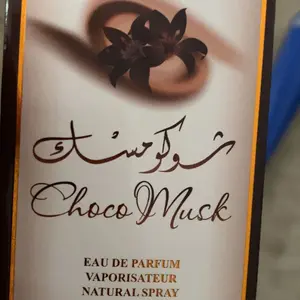 شوكو مسك
Choco Musk
EAU DE PARFUM
VAPORISATEUR
NATURAL SPRAY